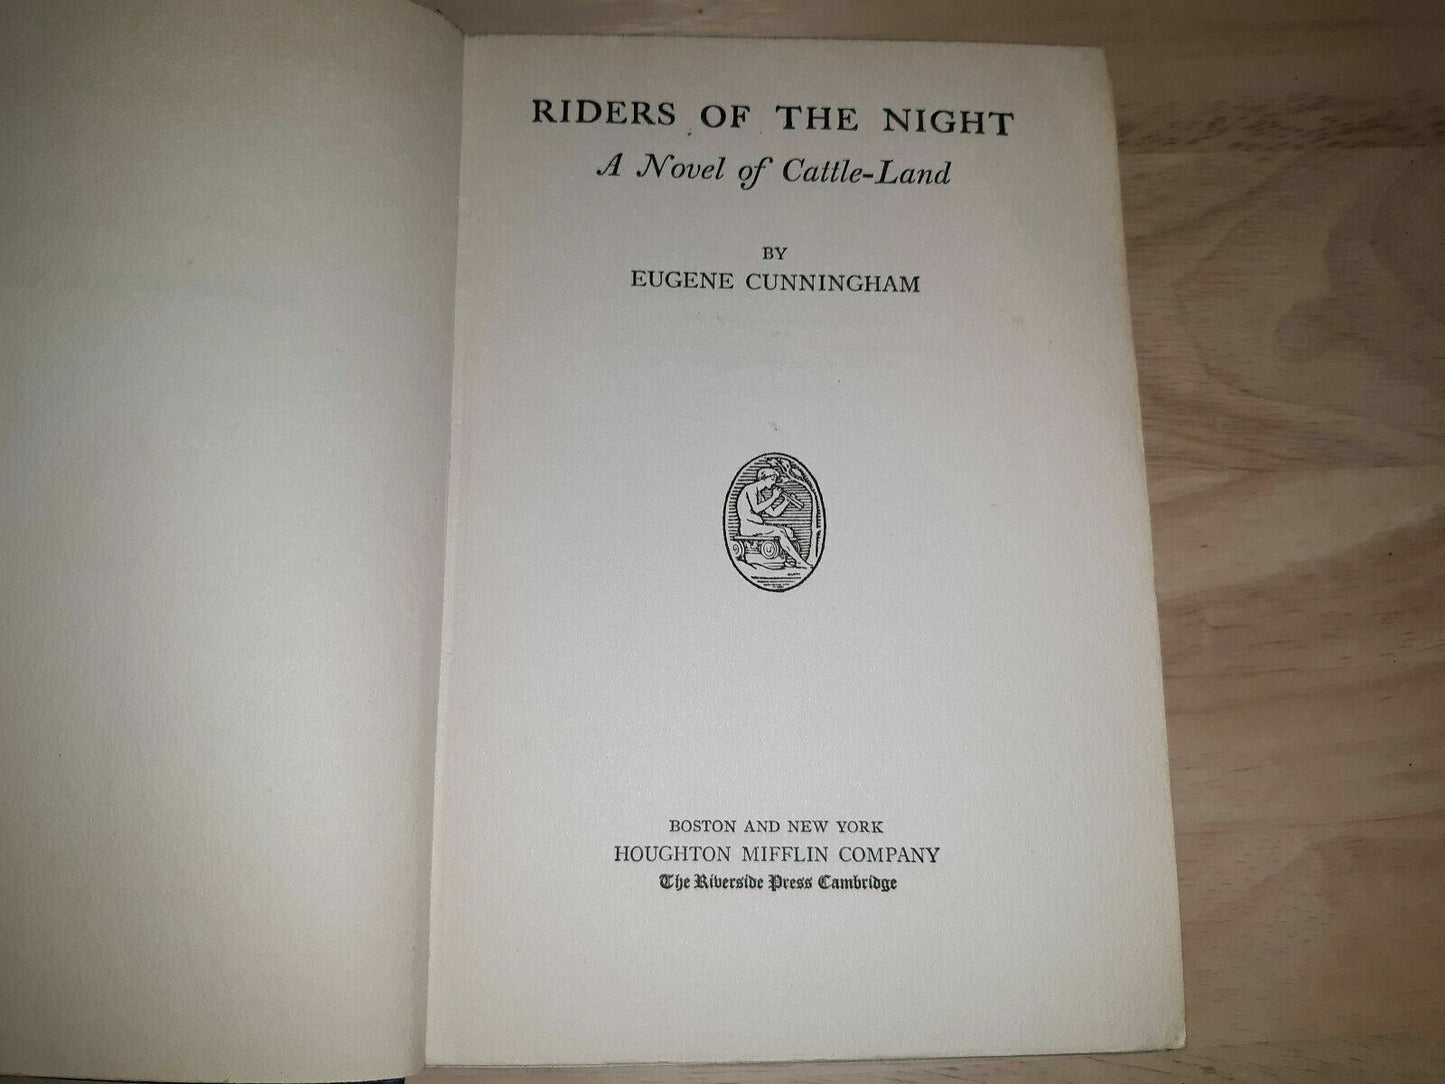 RIDERS OF THE NIGHT
A Novel of Cattle-Land
BY
EUGENE CUNNINGHAM
BOSTON AND NEW YORK
HOUGHTON MIFFLIN COMPANY
The Riverside Press Cambridge